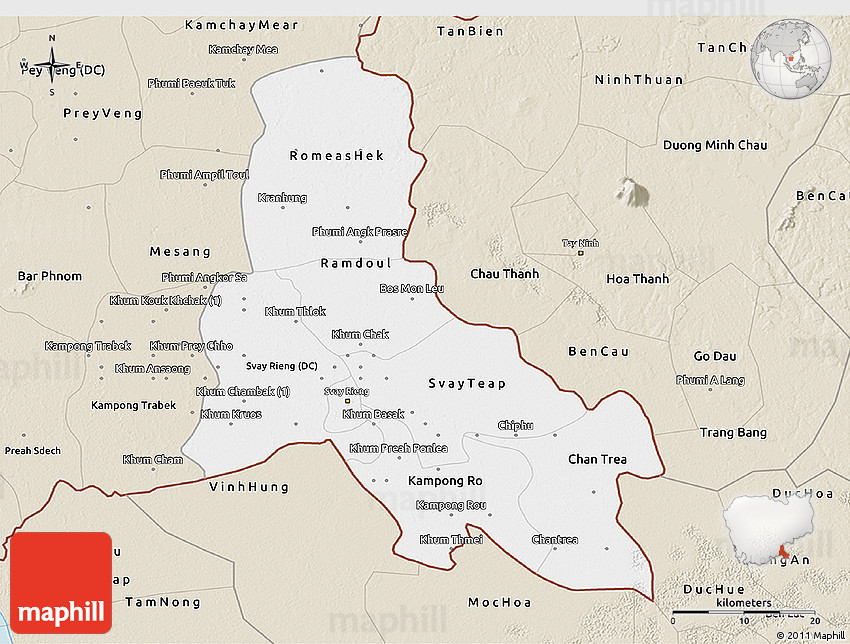 maphill
KamchayMear
TanBien
N
Kamchay Mea
TanCha
W
E
Pey Veng (DC)
NinhThuan
S
Phumi Paeuk Tuk
PreyVeng
Duong Minh Chau
RomeasHek
Phumi Ampil Toul
Kranhung
BenCau
Phumi Angk Prasre
Tay Ninh
Mesang
Ramdoul
Bar Phnom
Phumi Angkor Sa
Chau Thanh
Hoa Thanh
Bos Mon Leu
Khum Kouk Khchak (1)
Khum Thlok
Khum Chak
Kampong Trabek
Khum Prey Chho
BenCau
Go Dau
Khum Ansaong
Svay Rieng (DC)
SvayTeap
Phumi A Lang
Khum Chambak (1)
Svay Rieng
Kampong Trabek
Khum Kruos
Khum Basak
Chiphu
Trang Bang
Preah Sdech
Khum Preah Ponlea
Khum Cham
Chan Trea
VinhHung
Kampong Ro
DucHoa
Kampong Rou
Khum Thmei
Chantrea
u
ngAn
ap
DucHue
maphill
TamNong
MocHoa
kilometers
0
10
20
© 2011 Maphill